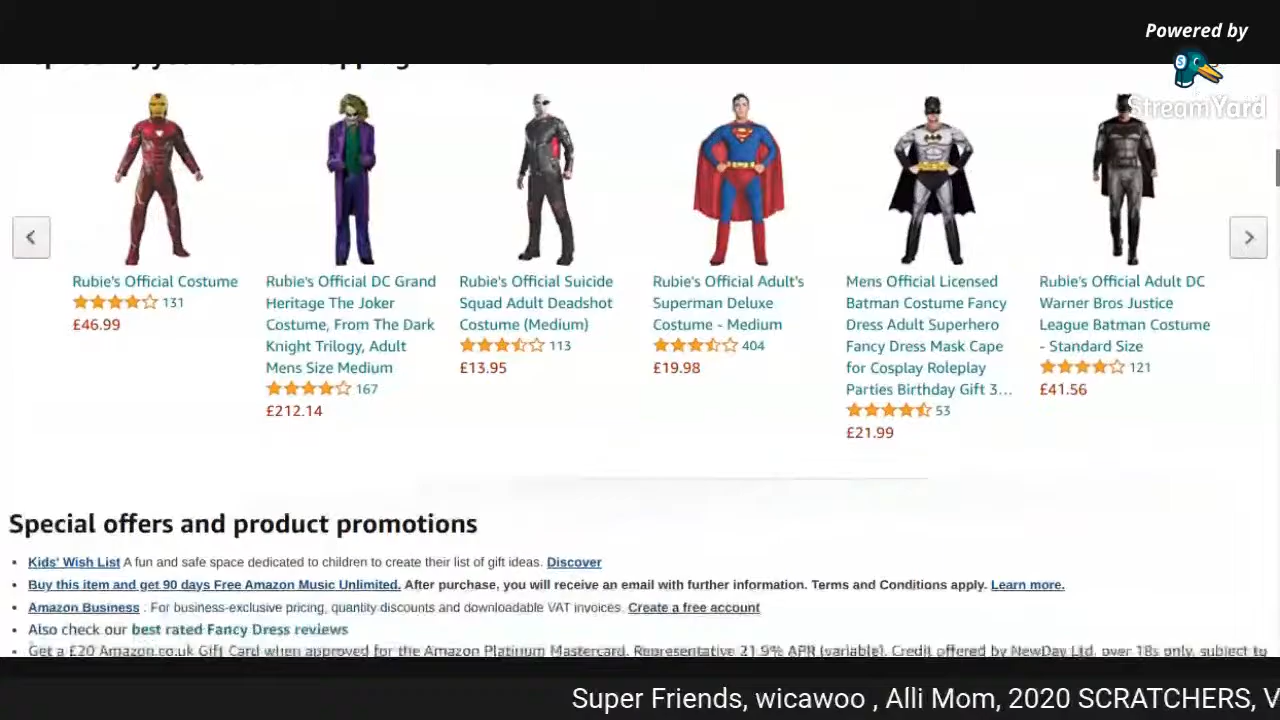 Powered by
StreamYard
Rubie's Official Costume
131
£46.99
Rubie's Official DC Grand
Heritage The Joker
Costume, From The Dark
Knight Trilogy, Adult
Mens Size Medium
167
£212.14
Rubie's Official Suicide
Squad Adult Deadshot
Costume (Medium)
113
£13.95
Rubie's Official Adult's
Superman Deluxe
Costume - Medium
404
£19.98
Mens Official Licensed
Batman Costume Fancy
Dress Adult Superhero
Fancy Dress Mask Cape
for Cosplay Roleplay
Parties Birthday Gift 3...
53
£21.99
Rubie's Official Adult DC
Warner Bros Justice
League Batman Costume
- Standard Size
121
£41.56
Special offers and product promotions
Kids' Wish List A fun and safe space dedicated to children to create their list of gift ideas. Discover
Buy this item and get 90 days Free Amazon Music Unlimited. After purchase, you will receive an email with further information. Terms and Conditions apply. Learn more.
Amazon Business . For business-exclusive pricing, quantity discounts and downloadable VAT invoices. Create a free account
Also check our best rated Fancy Dress reviews
Get a £20 Amazon.co.uk Gift Card when approved for the Amazon Platinum Mastercard. Representative 21.9% APR (variable). Credit offered by NewDay Ltd, over 18s only, subject to
Super Friends, wicawoo , Alli Mom, 2020 SCRATCHERS, V